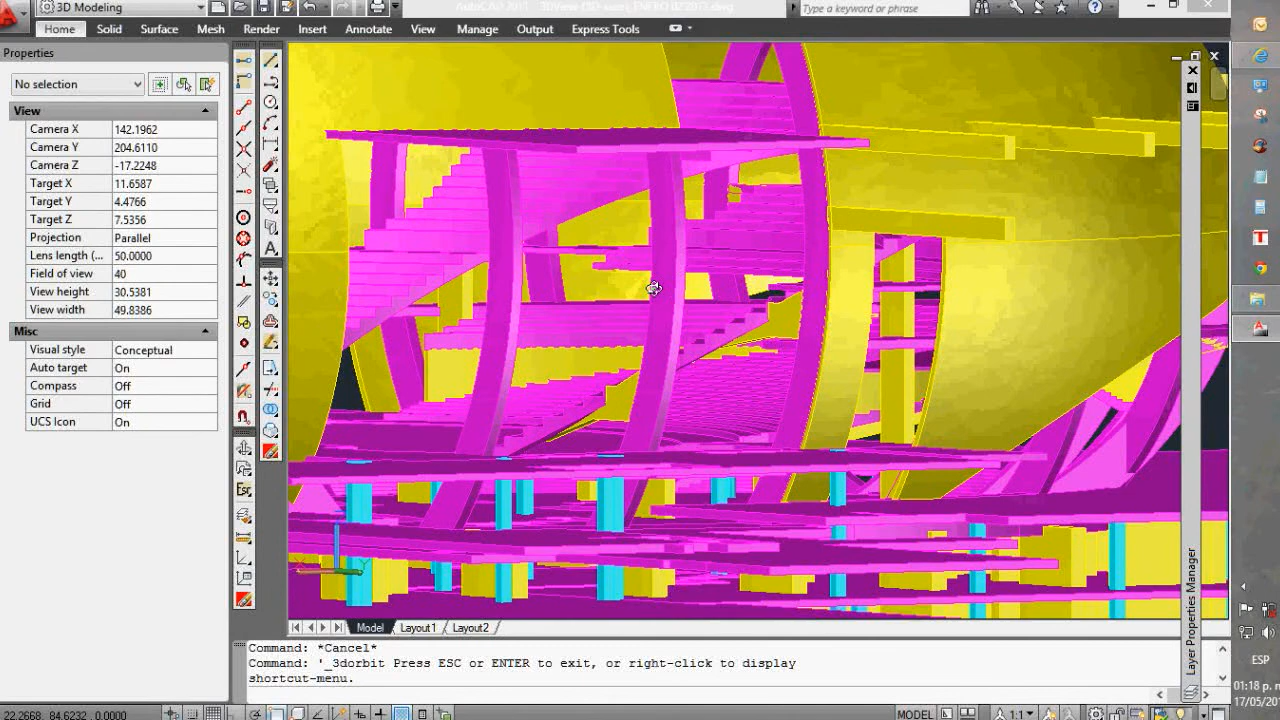 3D Modeling
Type a keyword or phrase
Home Solid Surface Mesh Render Insert Annotate View Manage Output Express Tools
Properties
No selection
View
Camera X 142.1962
Camera Y 204.6110
Camera Z -17.2248
Target X 11.6587
Target Y 4.4766
Target Z 7.5356
Projection Parallel
Lens length (... 50.0000
Field of view 40
View height 30.5381
View width 49.8386
Misc
Visual style Conceptual
Auto target On
Compass Off
Grid Off
UCS Icon On
Layer Properties Manager
Model Layout1 Layout2
Command: *Cancel*
Command: '_3dorbit Press ESC or ENTER to exit, or right-click to display
shortcut-menu.
22.2668, 84.6232, 0.0000
MODEL
1:1
ESP
01:18 p.
17/05/20